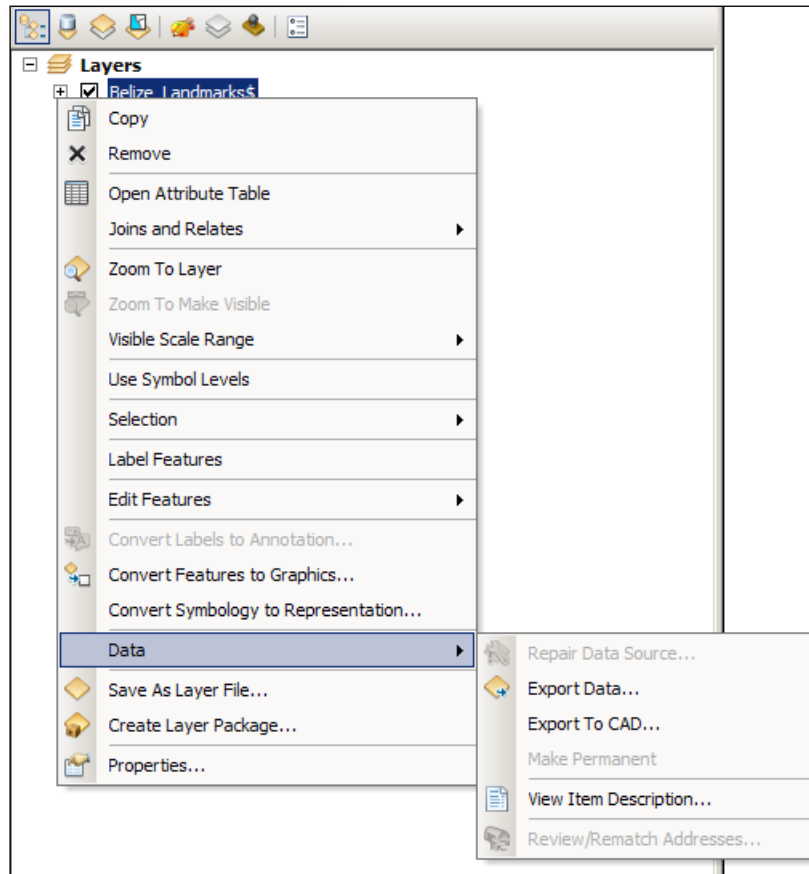 Layers
Belize_Landmarks$
Copy
Remove
Open Attribute Table
Joins and Relates
Zoom To Layer
Zoom To Make Visible
Visible Scale Range
Use Symbol Levels
Selection
Label Features
Edit Features
Convert Labels to Annotation...
Convert Features to Graphics...
Convert Symbology to Representation...
Data
Save As Layer File...
Create Layer Package...
Properties...
Repair Data Source...
Export Data...
Export To CAD...
Make Permanent
View Item Description...
Review/Rematch Addresses...